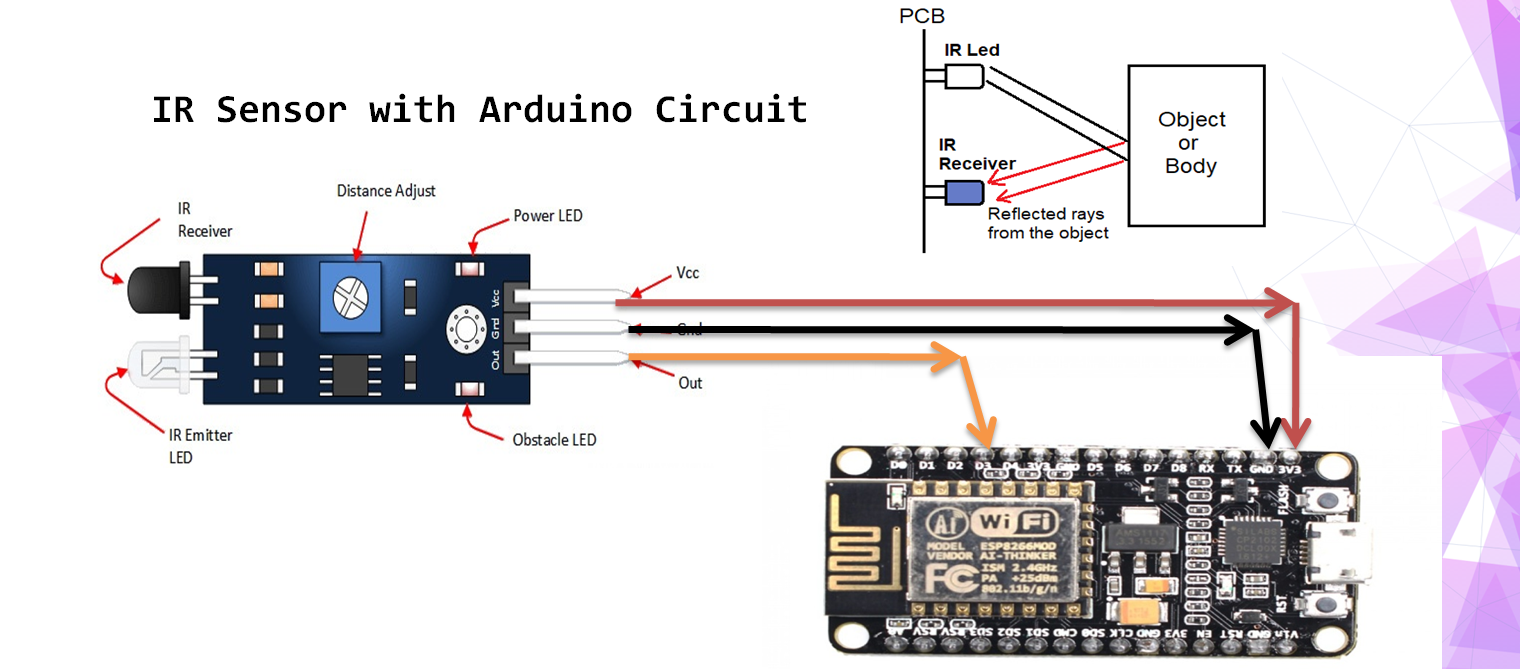 PCB
IR Led
IR Sensor with Arduino Circuit
Object
or
Body
IR
Receiver
Reflected rays
from the object
Distance Adjust
IR
Receiver
Power LED
Vcc
Gnd
Out
Vcc
Gnd
Out
IR Emitter
LED
Obstacle LED
D0 D1 D2 D3 D4 3V3 GND D5 D6 D7 D8 RX TX GND 3V3
FLASH
Ai WiFi
MODEL ESP8266MOD
VENDOR AI-THINKER
FC ISM 2.4GHz
PA +25dBm
802.11b/g/n
RST
A0 RSV RSV SD3 SD2 SD1 CMD SD0 CLK GND 3V3 EN RST GND Vin